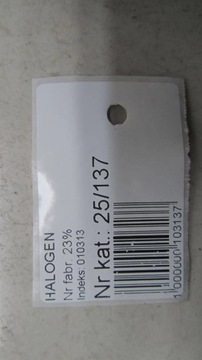 HALOGEN
Nr fabr. 23%
Indeks: 010313
Nr kat.: 25/137
1000000103137